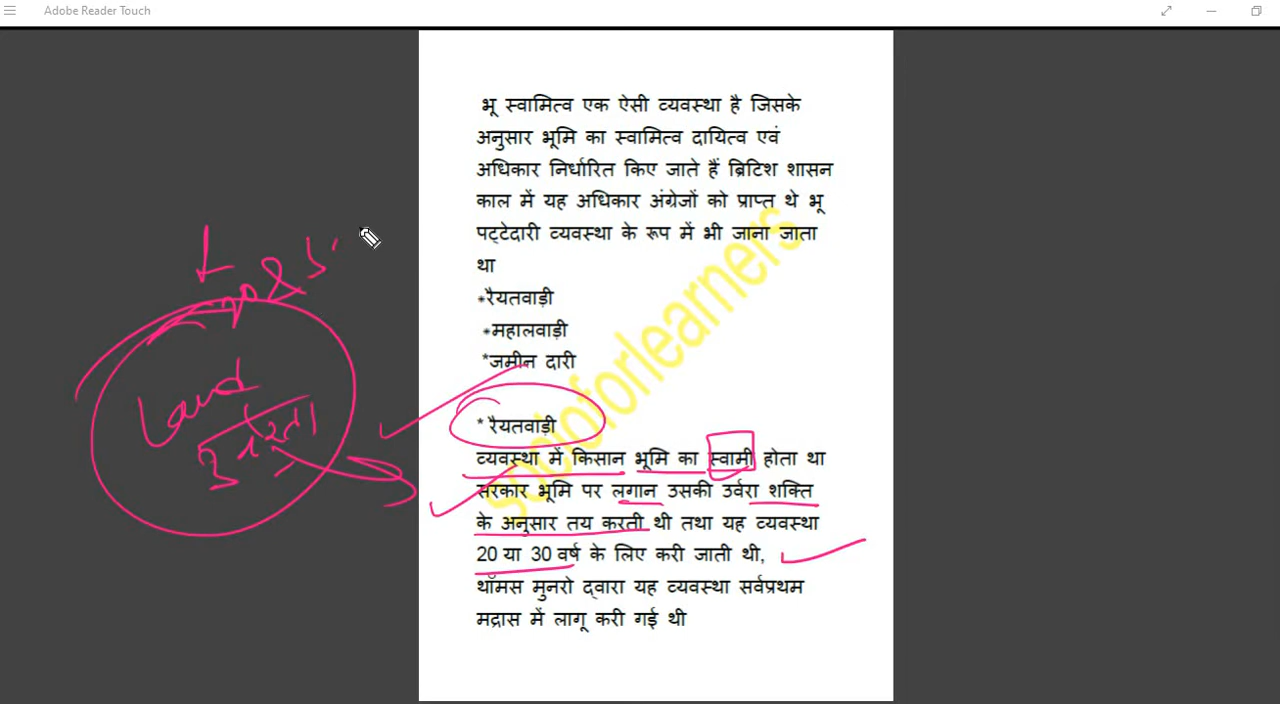 Adobe Reader Touch
भू स्वामित्व एक ऐसी व्यवस्था है जिसके
अनुसार भूमि का स्वामित्व दायित्व एवं
अधिकार निर्धारित किए जाते हैं ब्रिटिश शासन
काल में यह अधिकार अंग्रेजों को प्राप्त थे भू
पट्टेदारी व्यवस्था के रूप में भी जाना जाता
था
*रैयतवाड़ी
*महालवाड़ी
*जमीन दारी
* रैयतवाड़ी
व्यवस्था में किसान भूमि का स्वामी होता था
सरकार भूमि पर लगान उसकी उर्वरा शक्ति
के अनुसार तय करती थी तथा यह व्यवस्था
20 या 30 वर्ष के लिए करी जाती थी,
थॉमस मुनरो द्वारा यह व्यवस्था सर्वप्रथम
मद्रास में लागू करी गई थी
socioforlearners
Land